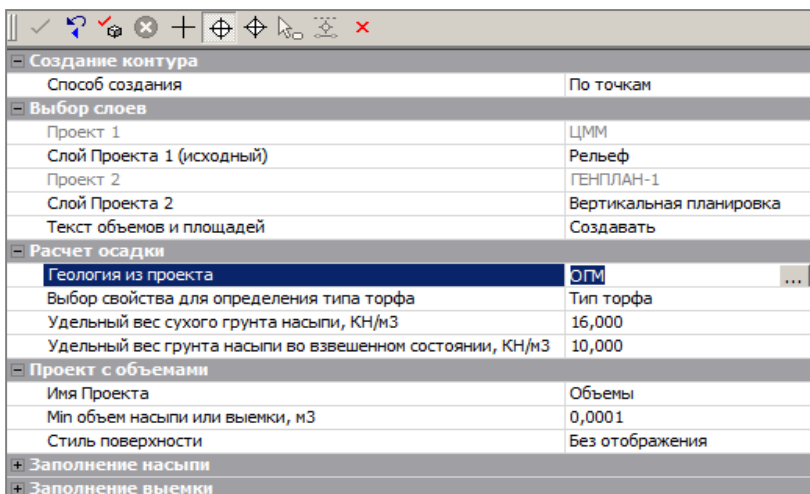 Создание контура
Способ создания По точкам
Выбор слоев
Проект 1 ЦММ
Слой Проекта 1 (исходный) Рельеф
Проект 2 ГЕНПЛАН-1
Слой Проекта 2 Вертикальная планировка
Текст объемов и площадей Создавать
Расчет осадки
Геология из проекта ОГМ ...
Выбор свойства для определения типа торфа Тип торфа
Удельный вес сухого грунта насыпи, КН/м3 16,000
Удельный вес грунта насыпи во взвешенном состоянии, КН/м3 10,000
Проект с объемами
Имя Проекта Объемы
Min объем насыпи или выемки, м3 0,0001
Стиль поверхности Без отображения
Заполнение насыпи
Заполнение выемки